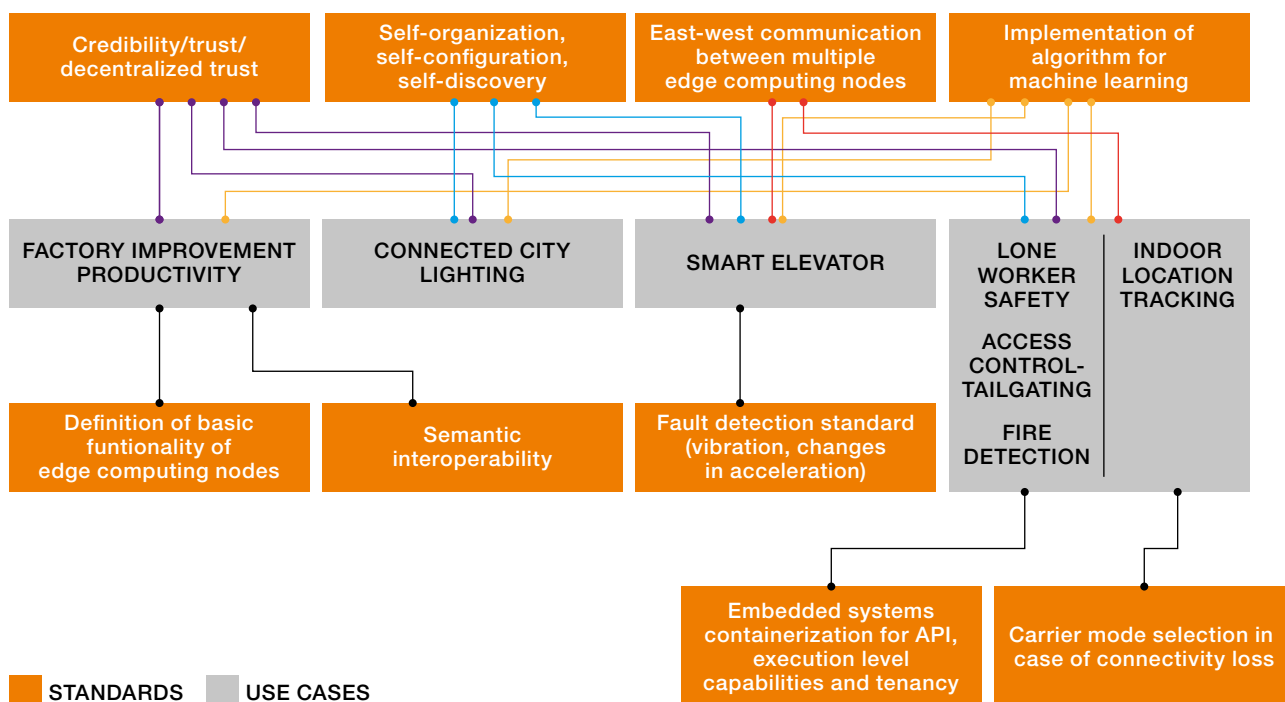 Credibility/trust/
decentralized trust
Self-organization,
self-configuration,
self-discovery
East-west communication
between multiple
edge computing nodes
Implementation of
algorithm for
machine learning
FACTORY IMPROVEMENT
PRODUCTIVITY
CONNECTED CITY
LIGHTING
SMART ELEVATOR
LONE
WORKER
SAFETY
ACCESS
CONTROL-
TAILGATING
FIRE
DETECTION
INDOOR
LOCATION
TRACKING
Definition of basic
funtionality of
edge computing nodes
Semantic
interoperability
Fault detection standard
(vibration, changes
in acceleration)
Embedded systems
containerization for API,
execution level
capabilities and tenancy
Carrier mode selection in
case of connectivity loss
STANDARDS
USE CASES